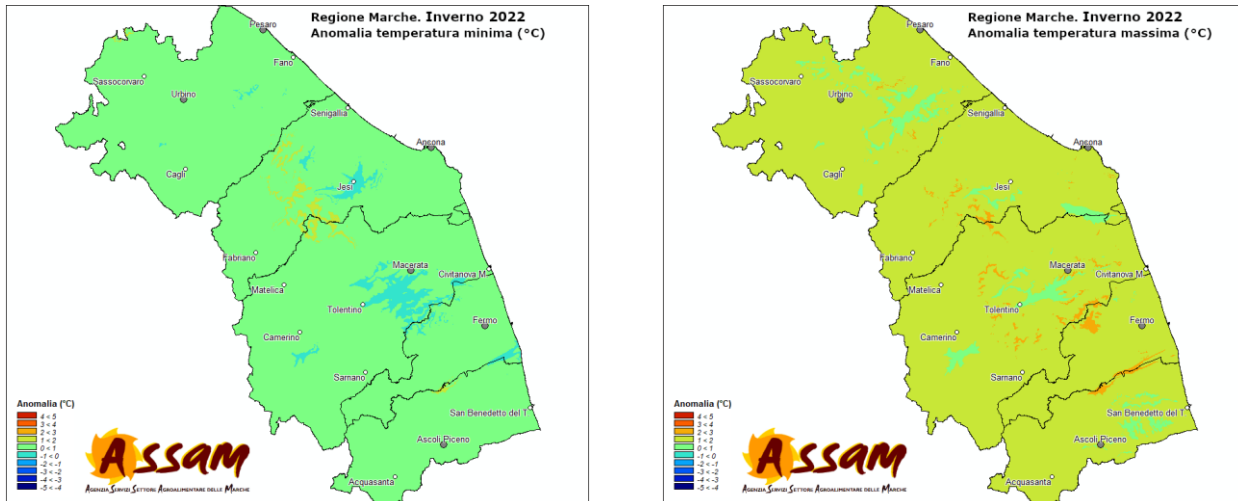 Regione Marche. Inverno 2022
Anomalia temperatura minima (°C)
Pesaro
Fano
Sassocorvaro
Urbino
Senigallia
Ancona
Cagli
Jesi
Fabriano
Macerata
Civitanova M
Matelica
Tolentino
Fermo
Camerino
Sarnano
San Benedetto del T
Ascoli Piceno
Acquasanta
Anomalia (°C)
4 < 5
3 < 4
2 < 3
1 < 2
0 < 1
-1 < 0
-2 < -1
-3 < -2
-4 < -3
-5 < -4
ASSAM
AGENZIA SERVIZI SETTORE AGROALIMENTARE DELLE MARCHE
Regione Marche. Inverno 2022
Anomalia temperatura massima (°C)
Pesaro
Fano
Sassocorvaro
Urbino
Senigallia
Ancona
Cagli
Jesi
Fabriano
Macerata
Civitanova M
Matelica
Tolentino
Fermo
Camerino
Sarnano
San Benedetto del T
Ascoli Piceno
Acquasanta
Anomalia (°C)
4 < 5
3 < 4
2 < 3
1 < 2
0 < 1
-1 < 0
-2 < -1
-3 < -2
-4 < -3
-5 < -4
ASSAM
AGENZIA SERVIZI SETTORE AGROALIMENTARE DELLE MARCHE